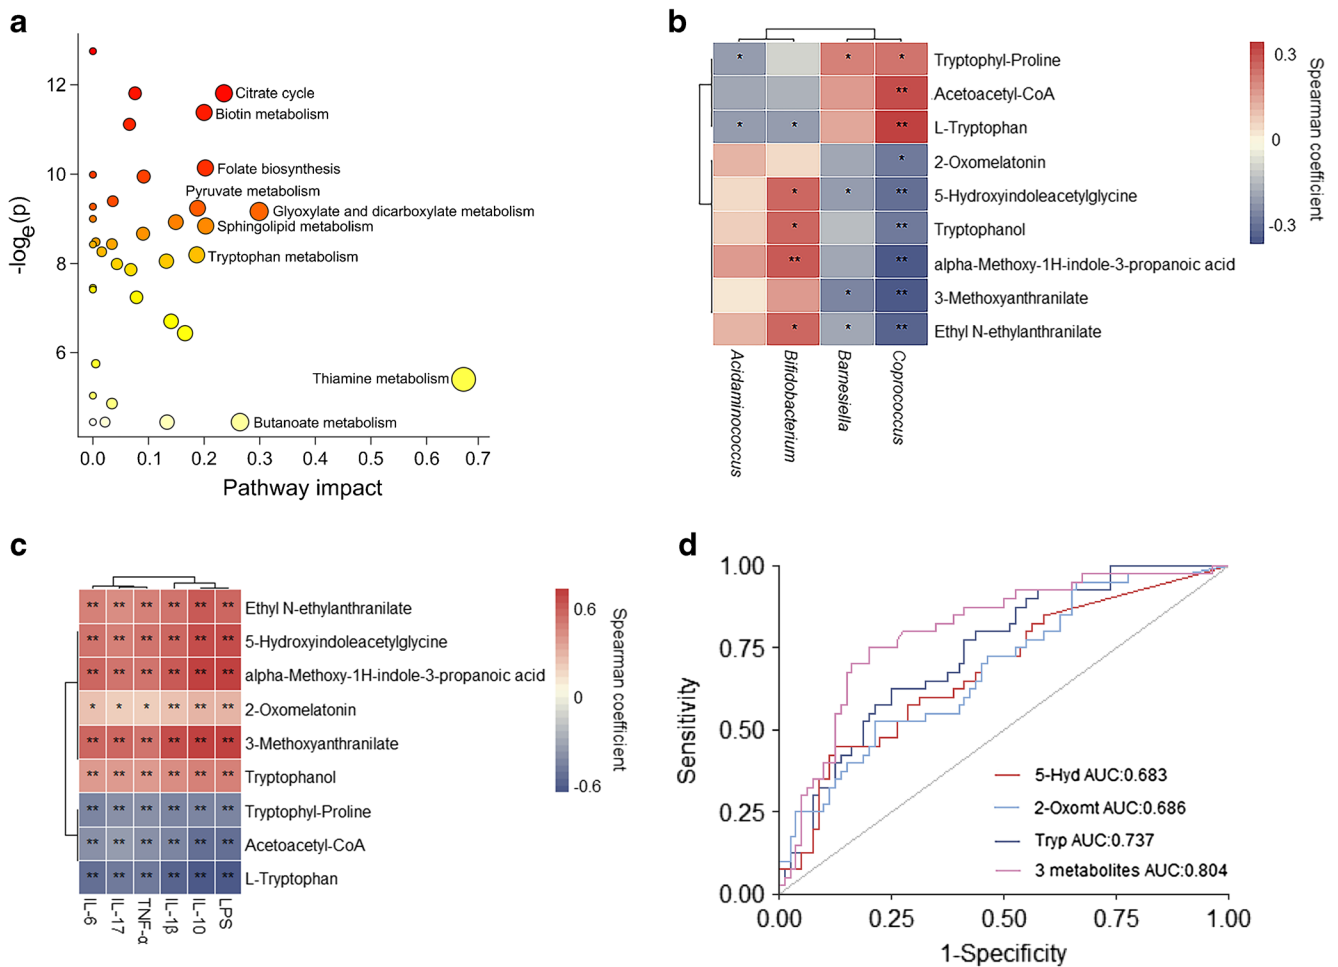 a
12
10
8
6
-logₑ(p)
Citrate cycle
Biotin metabolism
Folate biosynthesis
Pyruvate metabolism
Glyoxylate and dicarboxylate metabolism
Sphingolipid metabolism
Tryptophan metabolism
Thiamine metabolism
Butanoate metabolism
0.0 0.1 0.2 0.3 0.4 0.5 0.6 0.7
Pathway impact
b
* * * Tryptophyl-Proline
** Acetoacetyl-CoA
* * ** L-Tryptophan
* 2-Oxomelatonin
* * ** 5-Hydroxyindoleacetylglycine
* ** Tryptophanol
** ** alpha-Methoxy-1H-indole-3-propanoic acid
* ** 3-Methoxyanthranilate
* * ** Ethyl N-ethylanthranilate
Acidaminococcus
Bifidobacterium
Barnesiella
Coprococcus
0.3
0
-0.3
Spearman coefficient
c
** ** ** ** ** ** Ethyl N-ethylanthranilate
** ** ** ** ** ** 5-Hydroxyindoleacetylglycine
** ** ** ** ** ** alpha-Methoxy-1H-indole-3-propanoic acid
* * * ** ** ** 2-Oxomelatonin
** ** ** ** ** ** 3-Methoxyanthranilate
** ** ** ** ** ** Tryptophanol
** ** ** ** ** ** Tryptophyl-Proline
** ** ** ** ** ** Acetoacetyl-CoA
** ** ** ** ** ** L-Tryptophan
IL-6
IL-17
TNF-α
IL-1β
IL-10
LPS
0.6
0
-0.6
Spearman coefficient
d
1.00
0.75
0.50
0.25
0.00
Sensitivity
5-Hyd AUC:0.683
2-Oxomt AUC:0.686
Tryp AUC:0.737
3 metabolites AUC:0.804
0.00 0.25 0.50 0.75 1.00
1-Specificity